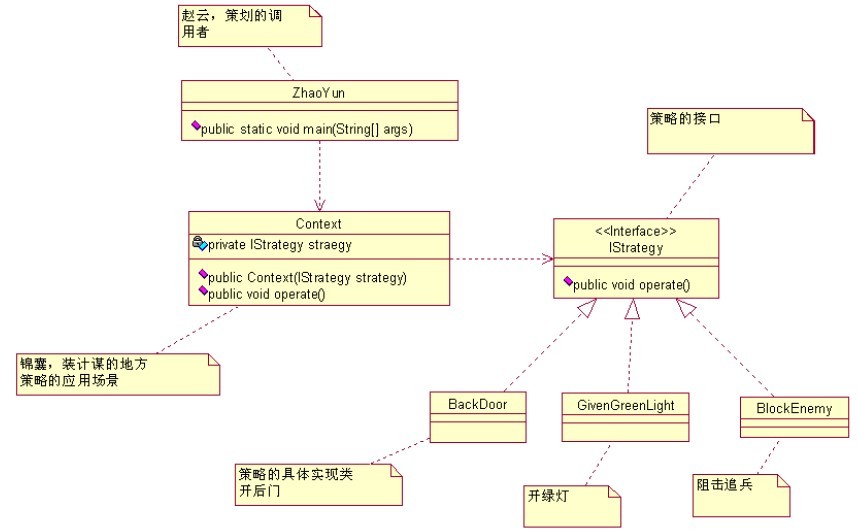 赵云，策划的调
用者
ZhaoYun
public static void main(String[] args)
策略的接口
Context
private IStrategy straegy
public Context(IStrategy strategy)
public void operate()
<<Interface>>
IStrategy
public void operate()
锦囊，装计谋的地方
策略的应用场景
BackDoor
GivenGreenLight
BlockEnemy
策略的具体实现类
开后门
开绿灯
阻击追兵